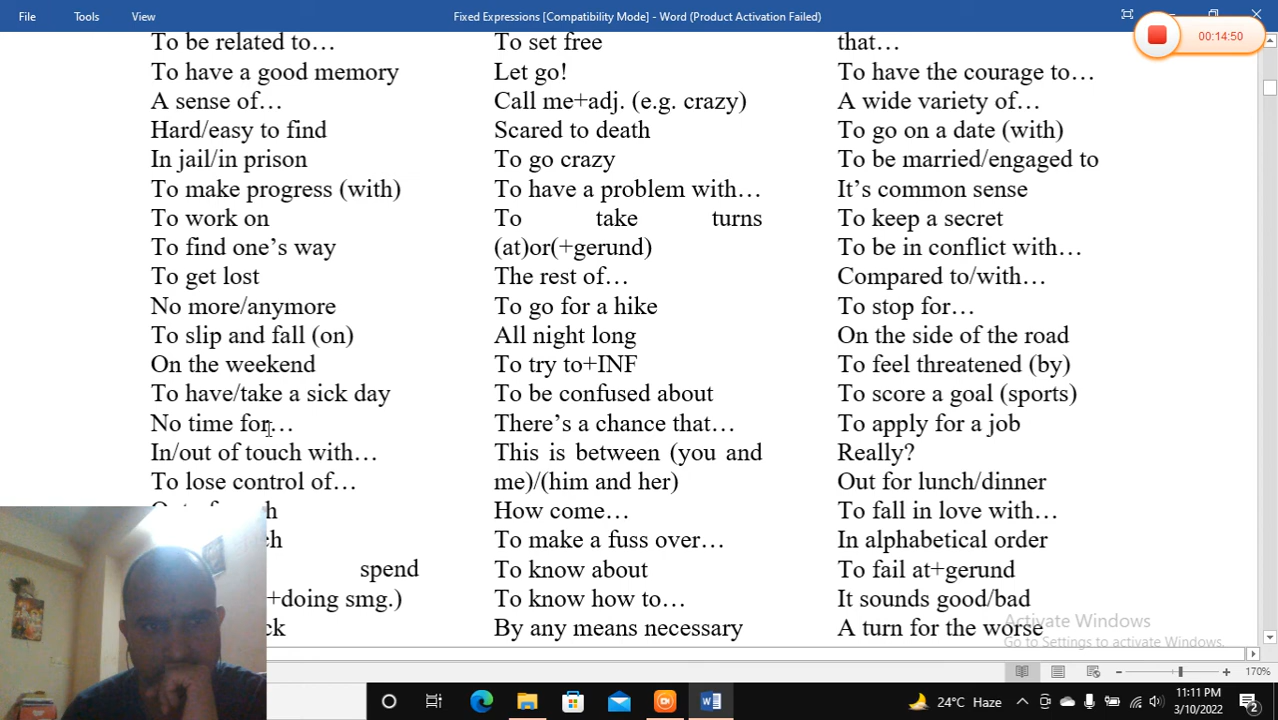 File Tools View Fixed Expressions [Compatibility Mode] - Word (Product Activation Failed)
00:14:50
To be related to…
To have a good memory
A sense of…
Hard/easy to find
In jail/in prison
To make progress (with)
To work on
To find one’s way
To get lost
No more/anymore
To slip and fall (on)
On the weekend
To have/take a sick day
No time for…
In/out of touch with…
To lose control of…
spend
+doing smg.)
To set free
Let go!
Call me+adj. (e.g. crazy)
Scared to death
To go crazy
To have a problem with…
To take turns
(at)or(+gerund)
The rest of…
To go for a hike
All night long
To try to+INF
To be confused about
There’s a chance that…
This is between (you and
me)/(him and her)
How come…
To make a fuss over…
To know about
To know how to…
By any means necessary
that…
To have the courage to…
A wide variety of…
To go on a date (with)
To be married/engaged to
It’s common sense
To keep a secret
To be in conflict with…
Compared to/with…
To stop for…
On the side of the road
To feel threatened (by)
To score a goal (sports)
To apply for a job
Really?
Out for lunch/dinner
To fall in love with…
In alphabetical order
To fail at+gerund
It sounds good/bad
A turn for the worse
Activate Windows
Go to Settings to activate Windows.
170%
24°C Haze
11:11 PM
3/10/2022
2